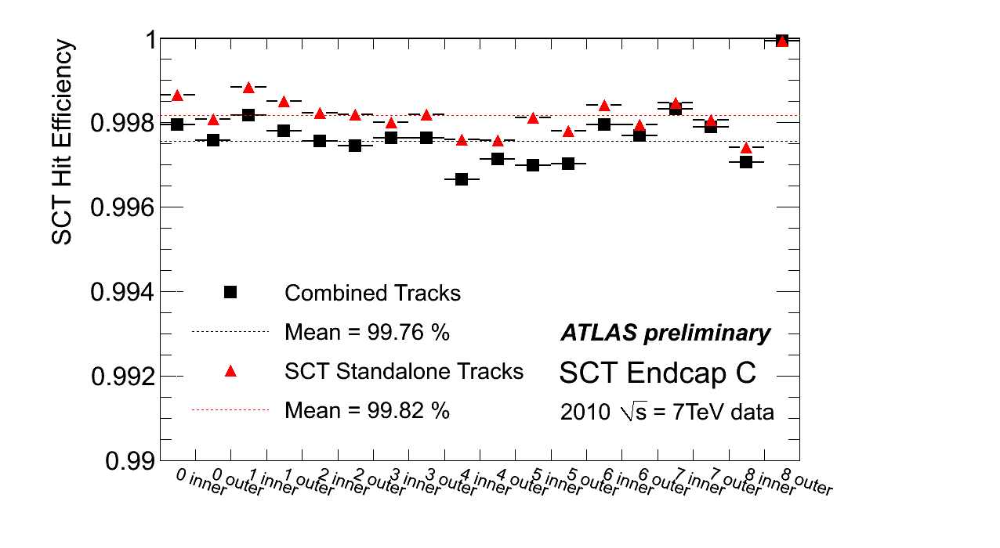 SCT Hit Efficiency
1
0.998
0.996
0.994
0.992
0.99
Combined Tracks
Mean = 99.76 %
SCT Standalone Tracks
Mean = 99.82 %
ATLAS preliminary
SCT Endcap C
2010 √s = 7TeV data
0 inner
0 outer
1 inner
1 outer
2 inner
2 outer
3 inner
3 outer
4 inner
4 outer
5 inner
5 outer
6 inner
6 outer
7 inner
7 outer
8 inner
8 outer